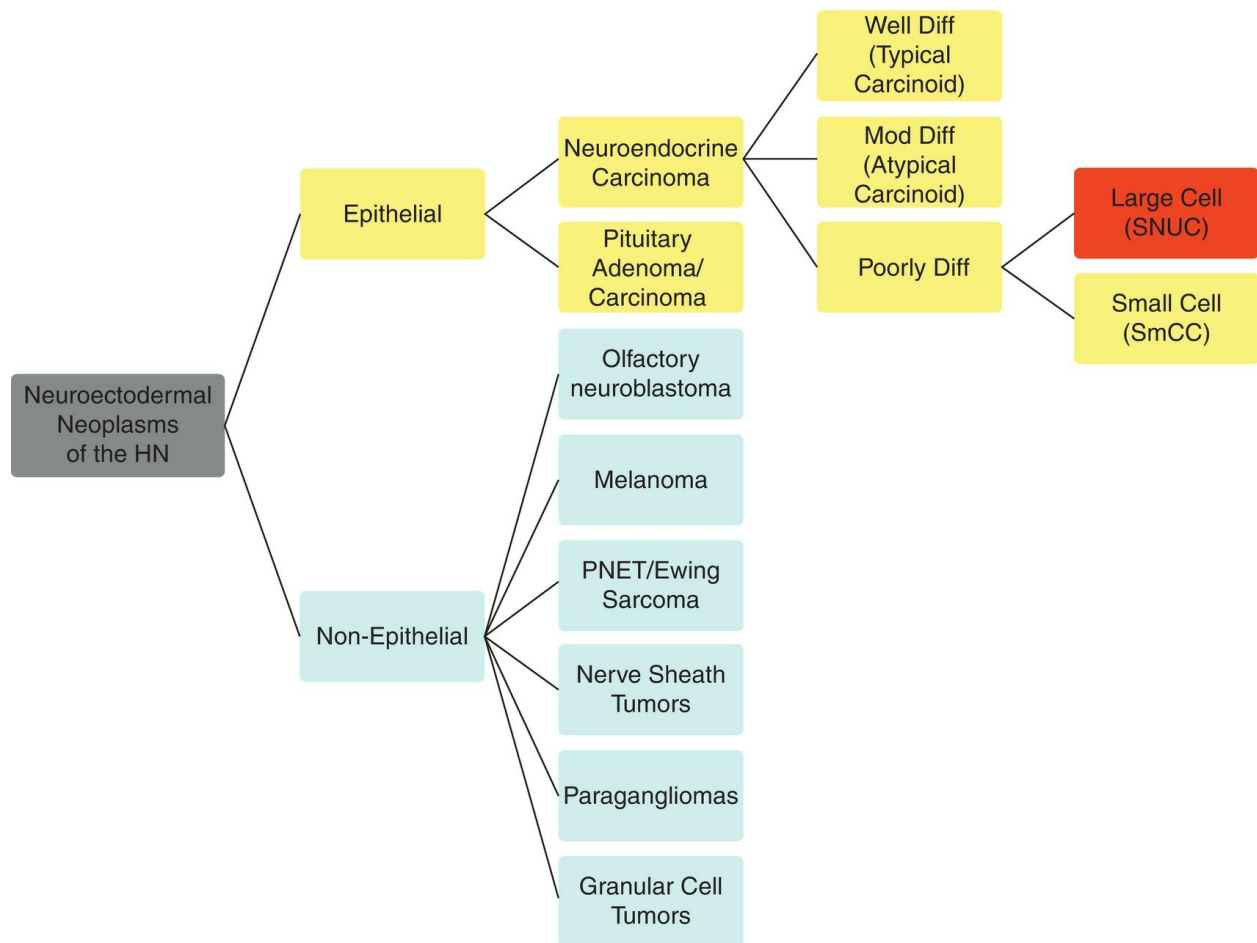 Neuroectodermal
Neoplasms
of the HN
Epithelial
Non-Epithelial
Neuroendocrine
Carcinoma
Pituitary
Adenoma/
Carcinoma
Olfactory
neuroblastoma
Melanoma
PNET/Ewing
Sarcoma
Nerve Sheath
Tumors
Paragangliomas
Granular Cell
Tumors
Well Diff
(Typical
Carcinoid)
Mod Diff
(Atypical
Carcinoid)
Poorly Diff
Large Cell
(SNUC)
Small Cell
(SmCC)